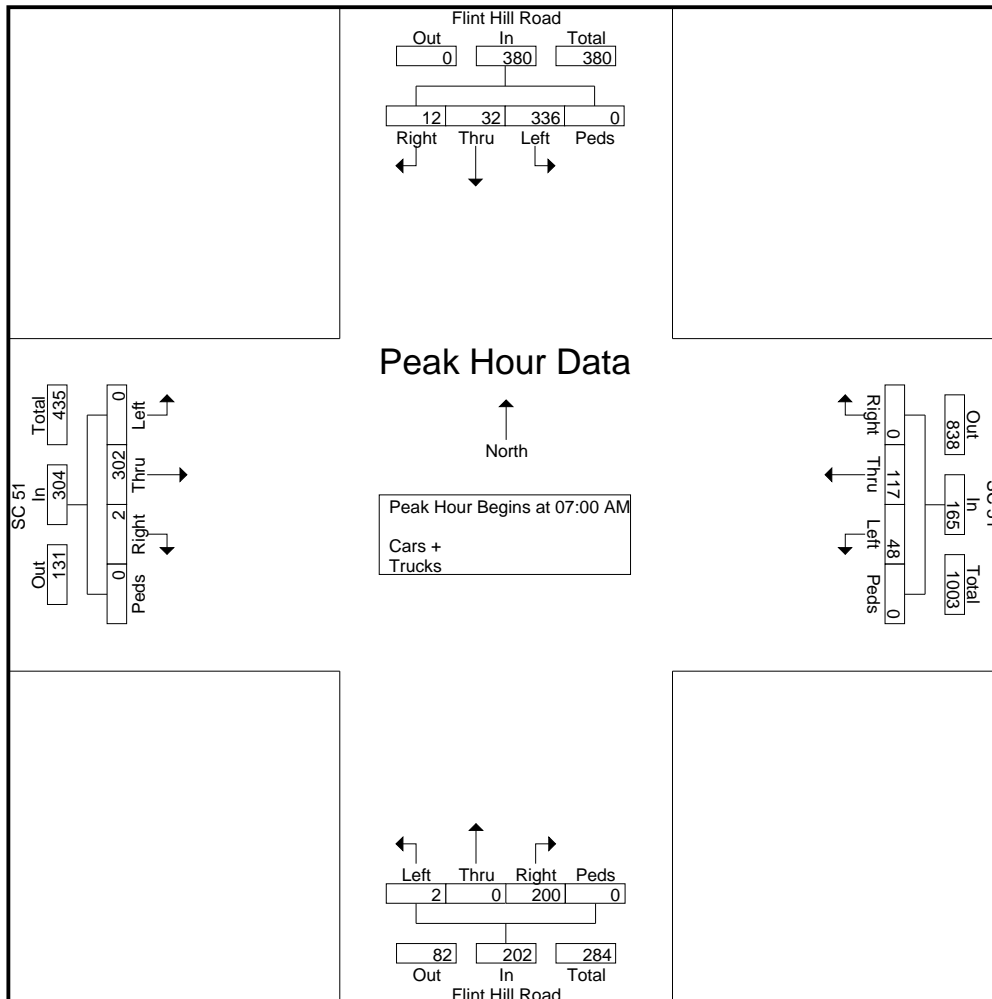 Flint Hill Road
Out In Total
0 380 380
12 32 336 0
Right Thru Left Peds
Peak Hour Data
North
Peak Hour Begins at 07:00 AM
Cars +
Trucks
SC 51
Total In Out
435 304 131
0 302 2 0
Left Thru Right Peds
Right Thru Left Peds
0 117 48 0
838 165 1003
Out In Total
Left Thru Right Peds
2 0 200 0
82 202 284
Out In Total
Flint Hill Road